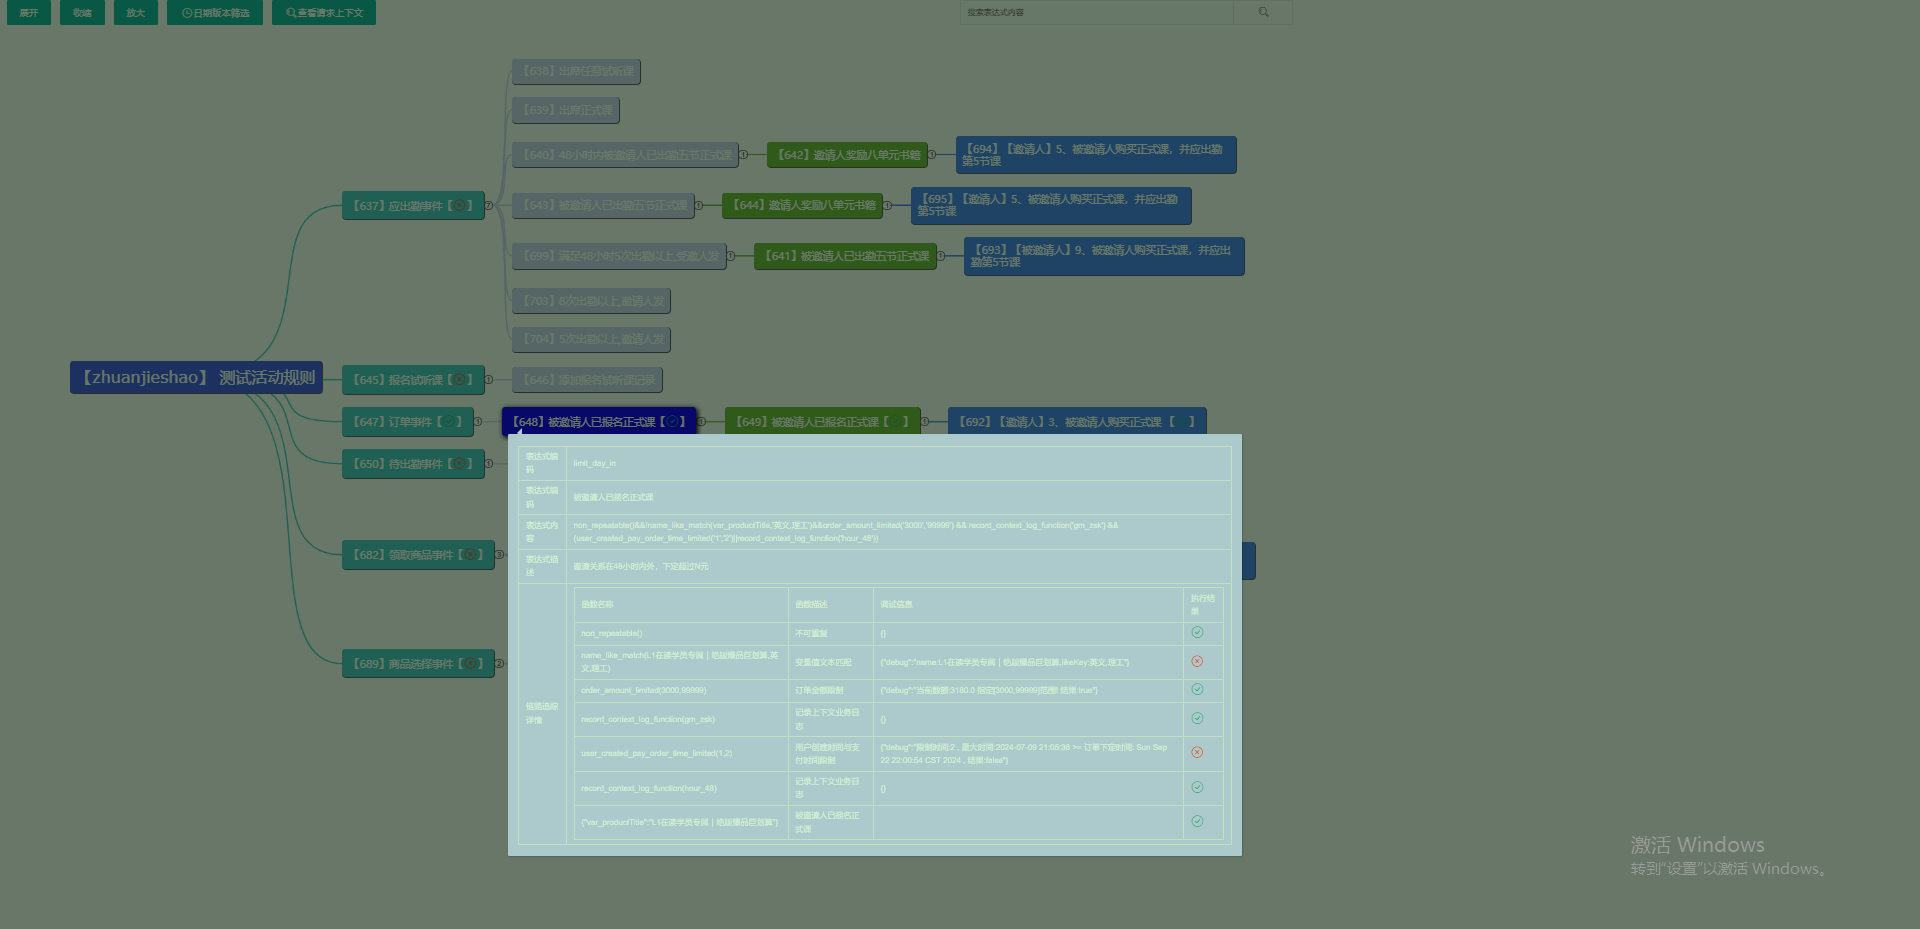 展开
收缩
放大
日期版本筛选
查看请求上下文
搜索表达式内容
【638】出席任意试听课
【639】出席正式课
【640】48小时内被邀请人已出勤五节正式课
1
【642】邀请人奖励八单元书籍
1
【694】【邀请人】5、被邀请人购买正式课，并应出勤
第5节课
【637】应出勤事件【】
7
【643】被邀请人已出勤五节正式课
1
【644】邀请人奖励八单元书籍
1
【695】【邀请人】5、被邀请人购买正式课，并应出勤
第5节课
【699】满足48小时5次出勤以上,受邀人发
1
【641】被邀请人已出勤五节正式课
1
【693】【被邀请人】9、被邀请人购买正式课，并应出
勤第5节课
【703】8次出勤以上,邀请人发
【704】5次出勤以上,邀请人发
【zhuanjieshao】 测试活动规则
【645】报名试听课【】
1
【646】添加报名试听课记录
【647】订单事件【】
1
【648】被邀请人已报名正式课【】
1
【649】被邀请人已报名正式课【】
1
【692】【邀请人】3、被邀请人购买正式课 【】
【650】待出勤事件【】
1
【682】领取商品事件【】
3
【689】商品选择事件【】
2
表达式编
码
limit_day_in
表达式编
码
被邀请人已报名正式课
表达式内
容
non_repeatable()&&!name_like_match(var_productTitle,'英文,理工')&&order_amount_limited('3000','99999') && record_context_log_function('gm_zsk') &&
(user_created_pay_order_time_limited('1','2')||record_context_log_function('hour_48'))
表达式描
述
邀请关系在48小时内外，下定超过N元
链路追踪
详情
函数名称
函数描述
调试信息
执行结
果
non_repeatable()
不可重复
{}
name_like_match(L1在读学员专属｜绝版爆品巨划算,英
文,理工)
变量值文本匹配
{"debug":"name:L1在读学员专属｜绝版爆品巨划算,likeKey:英文,理工"}
order_amount_limited(3000,99999)
订单金额限制
{"debug":"当前数额:3180.0 指定[3000,99999]范围! 结果:true"}
record_context_log_function(gm_zsk)
记录上下文业务日
志
{}
user_created_pay_order_time_limited(1,2)
用户创建时间与支
付时间限制
{"debug":"限制时间:2 , 最大时间:2024-07-09 21:05:36 >= 订单下定时间: Sun Sep
22 22:00:54 CST 2024 , 结果:false"}
record_context_log_function(hour_48)
记录上下文业务日
志
{}
{"var_productTitle":"L1在读学员专属｜绝版爆品巨划算"}
被邀请人已报名正
式课
激活 Windows
转到"设置"以激活 Windows。